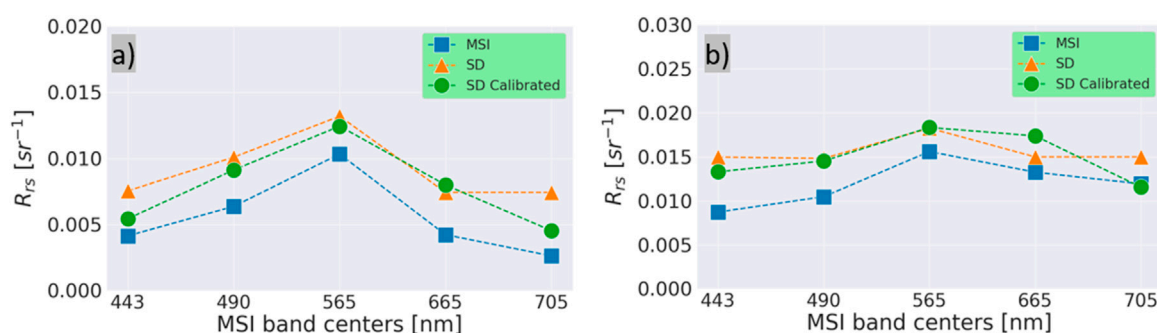 a)
MSI
SD
SD Calibrated
0.020
0.015
0.010
0.005
0.000
R_rs [sr^-1]
443 490 565 665 705
MSI band centers [nm]
b)
MSI
SD
SD Calibrated
0.030
0.025
0.020
0.015
0.010
0.005
0.000
R_rs [sr^-1]
443 490 565 665 705
MSI band centers [nm]